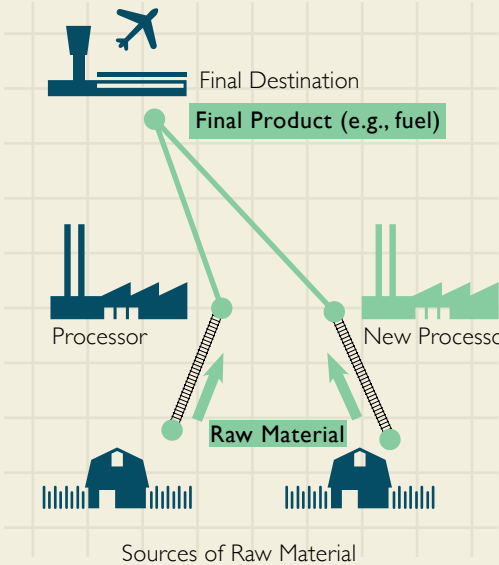 Final Destination
Final Product (e.g., fuel)
Processor
New Processo
Raw Material
Sources of Raw Material